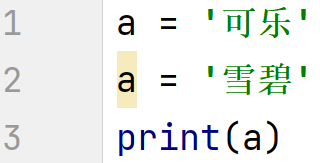 1 a = '可乐'
2 a = '雪碧'
3 print(a)